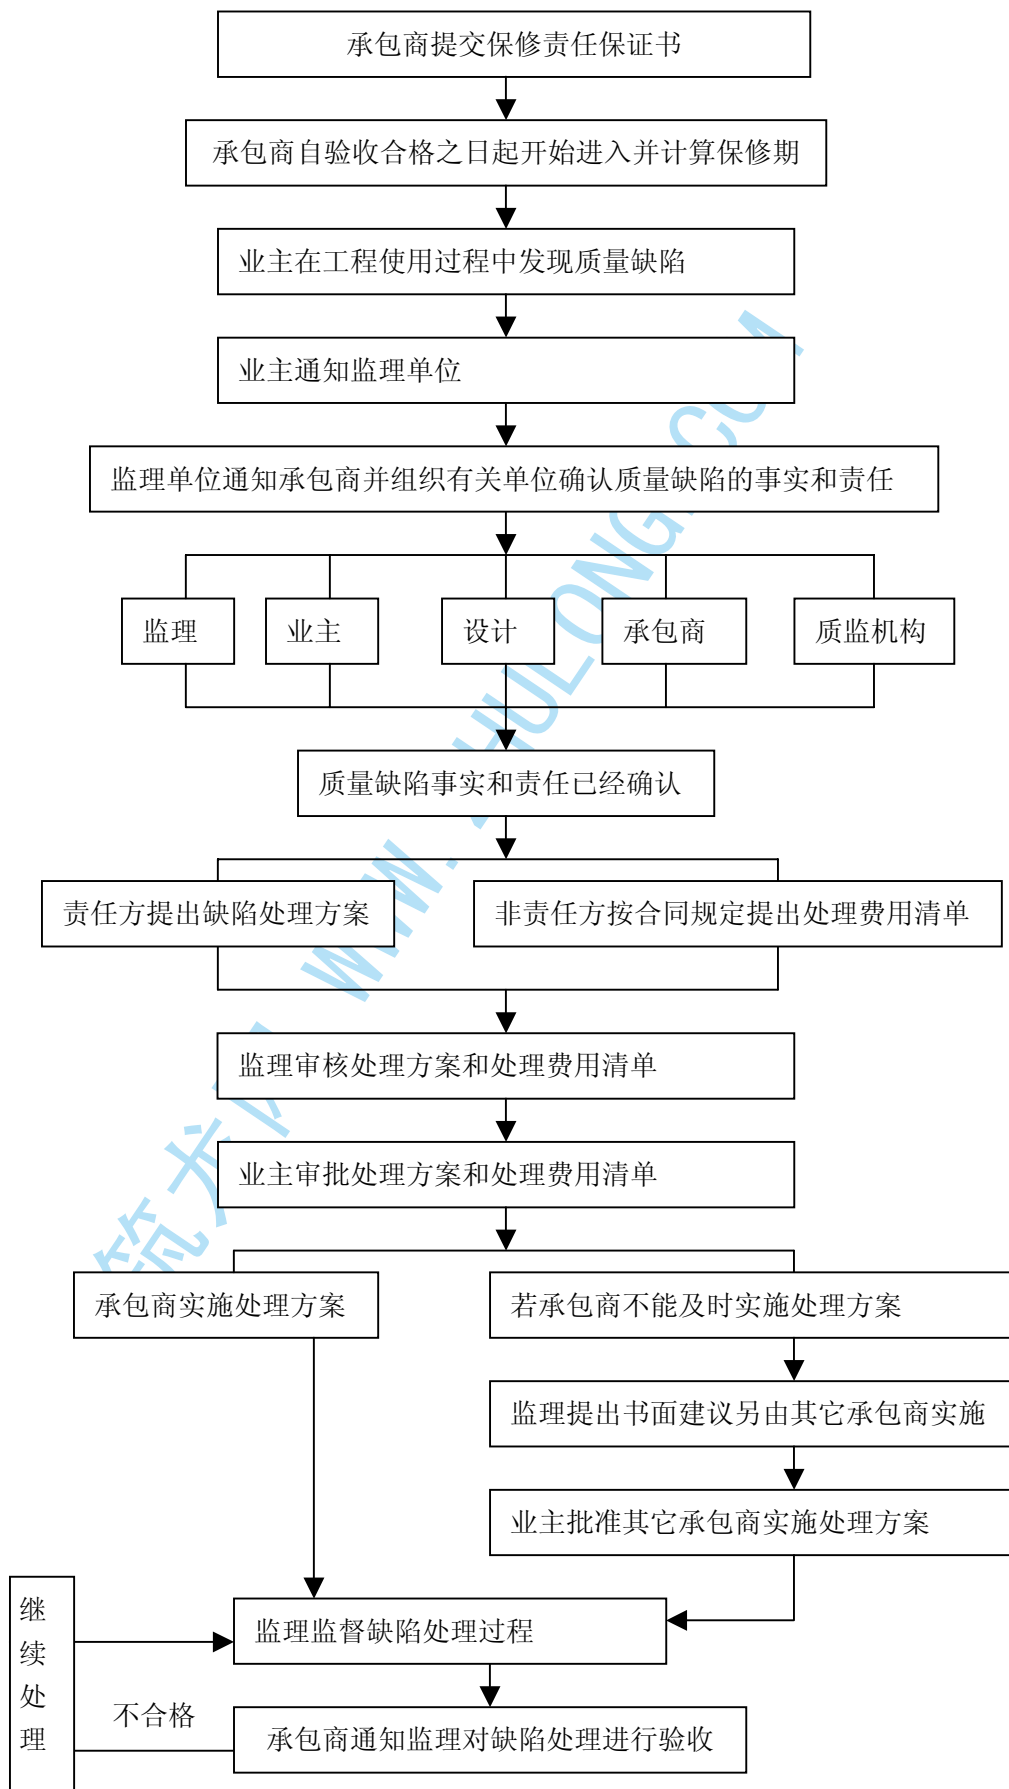 承包商提交保修责任保证书
承包商自验收合格之日起开始进入并计算保修期
业主在工程使用过程中发现质量缺陷
业主通知监理单位
监理单位通知承包商并组织有关单位确认质量缺陷的事实和责任
监理
业主
设计
承包商
质监机构
质量缺陷事实和责任已经确认
责任方提出缺陷处理方案
非责任方按合同规定提出处理费用清单
监理审核处理方案和处理费用清单
业主审批处理方案和处理费用清单
承包商实施处理方案
若承包商不能及时实施处理方案
监理提出书面建议另由其它承包商实施
业主批准其它承包商实施处理方案
监理监督缺陷处理过程
继
续
处
理
不合格
承包商通知监理对缺陷处理进行验收